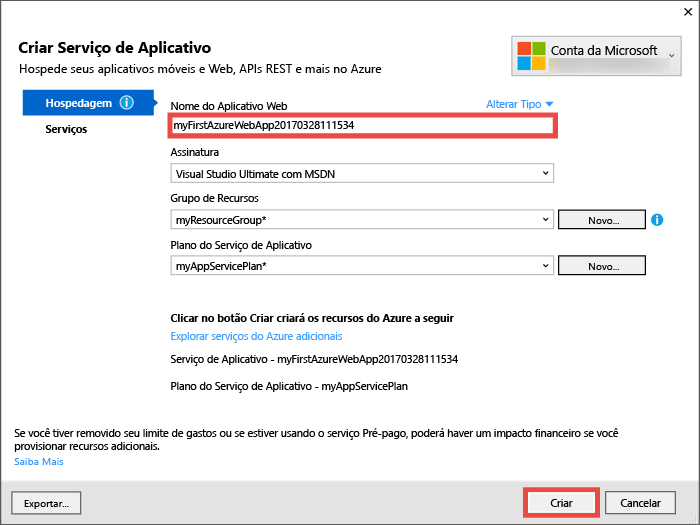 Criar Serviço de Aplicativo
Hospede seus aplicativos móveis e Web, APIs REST e mais no Azure
Conta da Microsoft
Hospedagem
Serviços
Nome do Aplicativo Web
Alterar Tipo
myFirstAzureWebApp20170328111534
Assinatura
Visual Studio Ultimate com MSDN
Grupo de Recursos
myResourceGroup*
Novo...
Plano do Serviço de Aplicativo
myAppServicePlan*
Novo...
Clicar no botão Criar criará os recursos do Azure a seguir
Explorar serviços do Azure adicionais
Serviço de Aplicativo - myFirstAzureWebApp20170328111534
Plano do Serviço de Aplicativo - myAppServicePlan
Se você tiver removido seu limite de gastos ou se estiver usando o serviço Pré-pago, poderá haver um impacto financeiro se você
provisionar recursos adicionais.
Saiba Mais
Exportar...
Criar
Cancelar